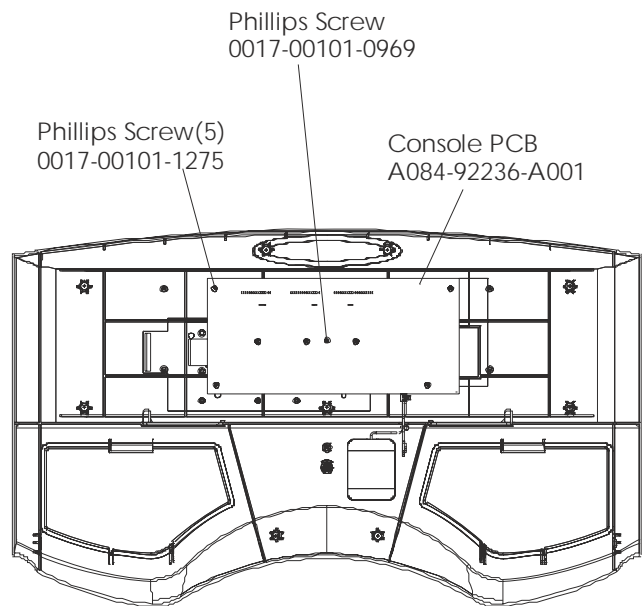 Phillips Screw
0017-00101-0969
Phillips Screw(5)
0017-00101-1275
Console PCB
A084-92236-A001